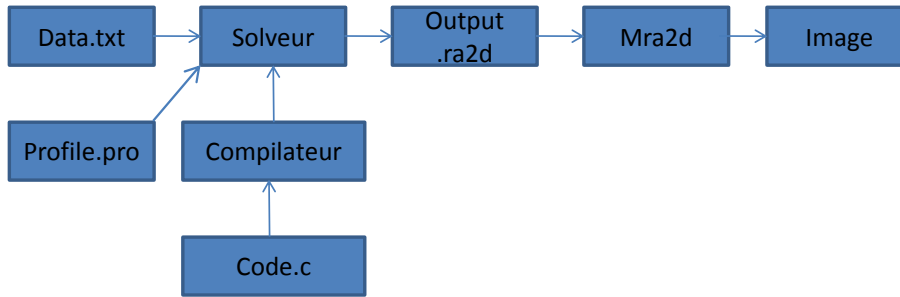 Data.txt
Solveur
Output
.ra2d
Mra2d
Image
Profile.pro
Compilateur
Code.c